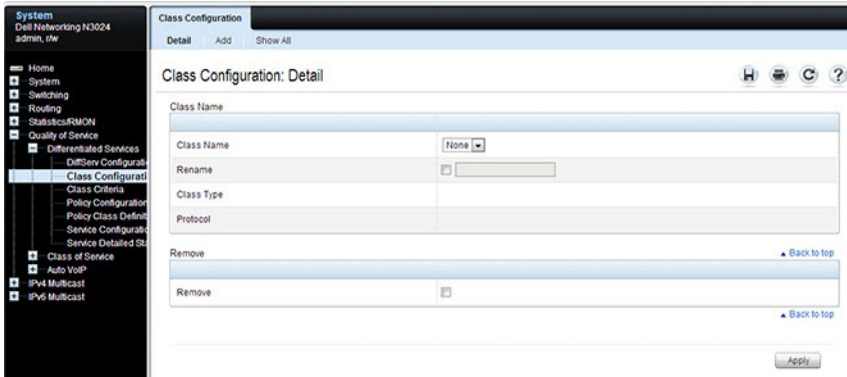 System
Dell Networking N3024
admin, r/w
Home
System
Switching
Routing
Statistics/RMON
Quality of Service
Differentiated Services
DiffServ Configurati
Class Configurati
Class Criteria
Policy Configuration
Policy Class Definit
Service Configuratio
Service Detailed Sta
Class of Service
Auto VoIP
IPv4 Multicast
IPv6 Multicast
Class Configuration
Detail Add Show All
Class Configuration: Detail
Class Name
Class Name None
Rename
Class Type
Protocol
Remove ▲ Back to top
Remove
▲ Back to top
Apply